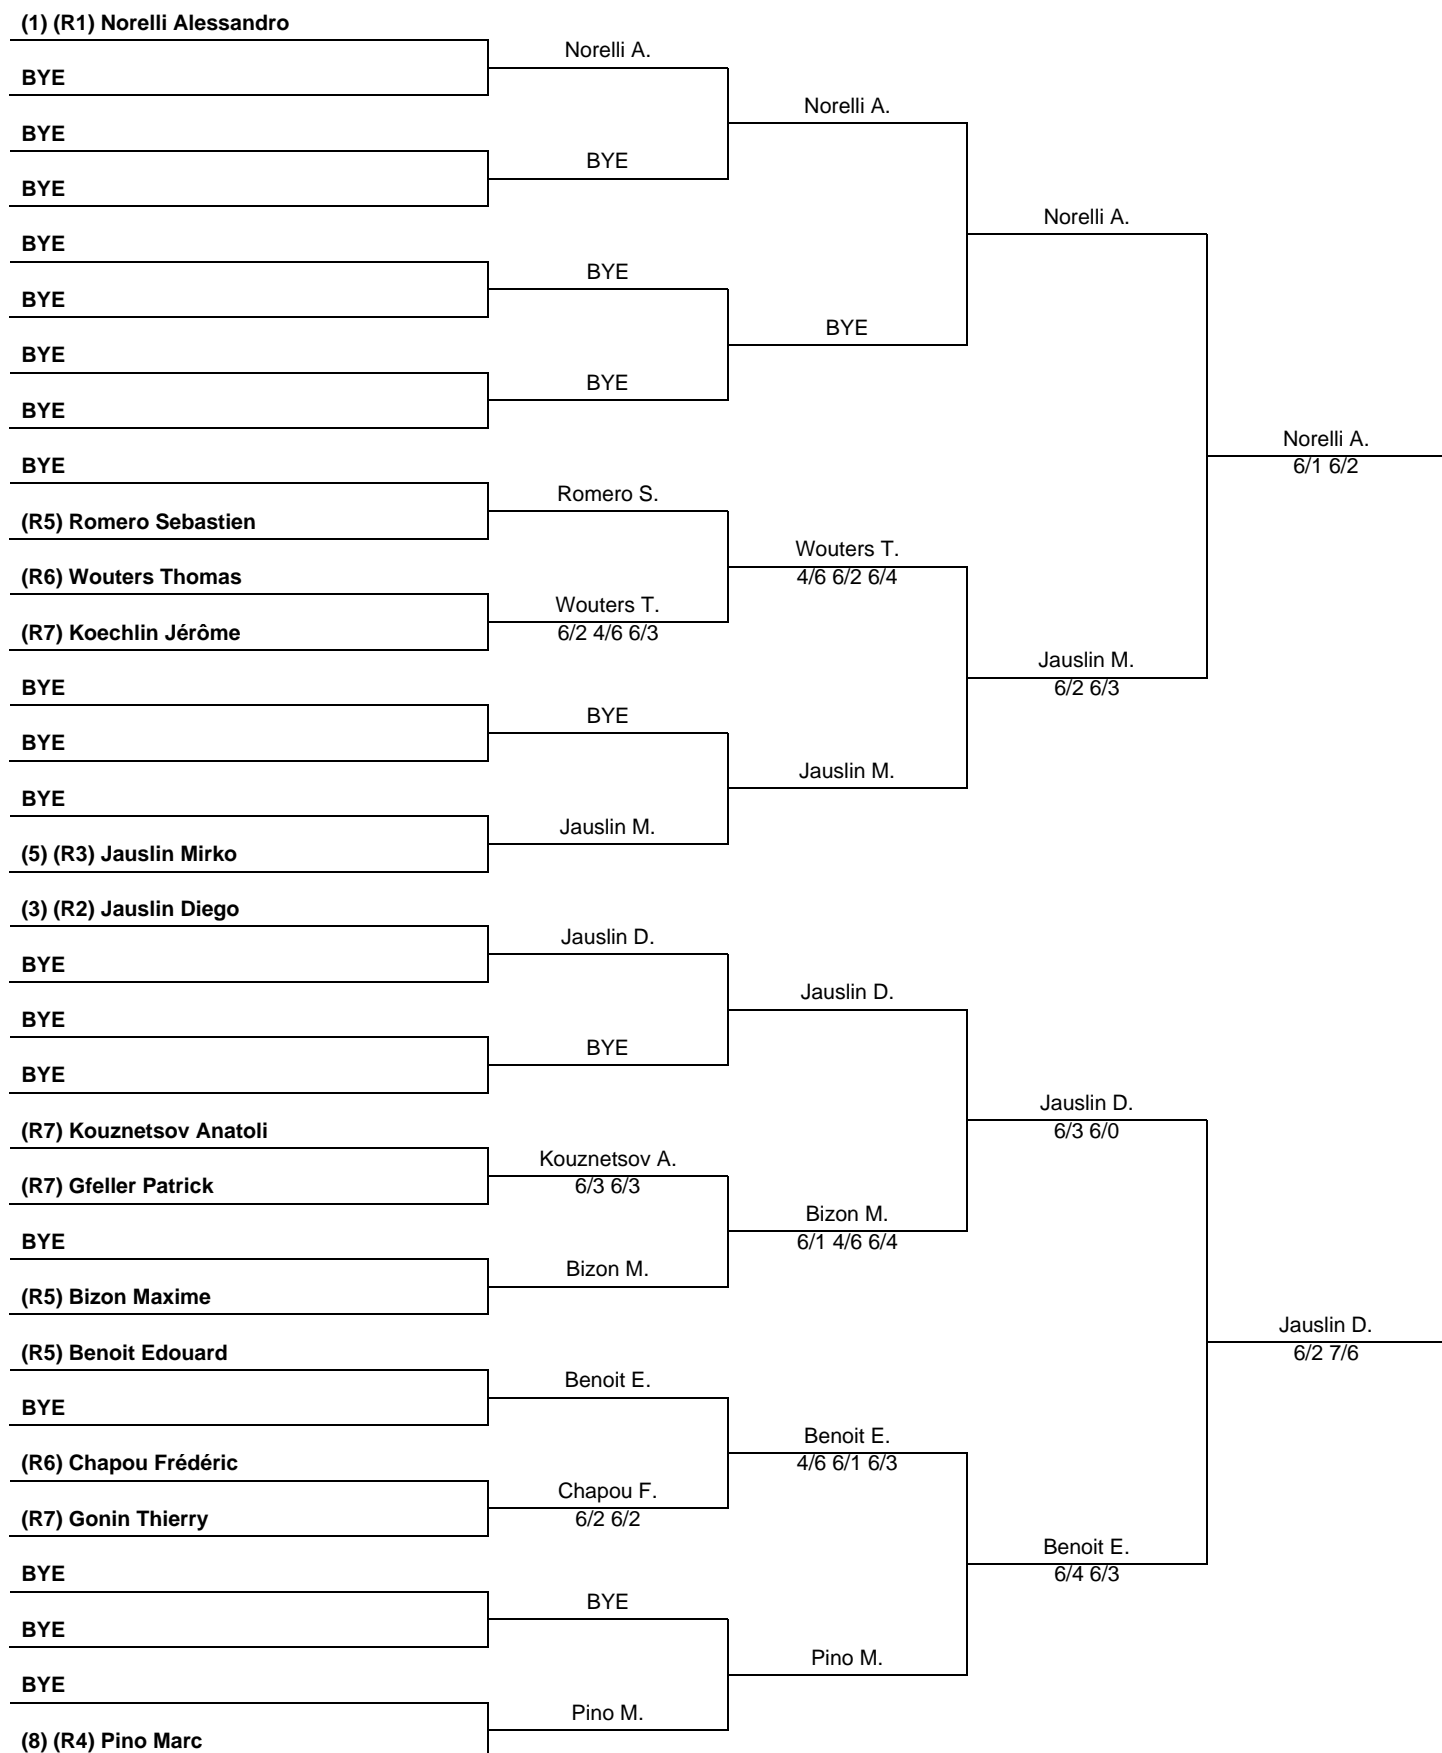 (1) (R1) Norelli Alessandro
BYE
BYE
BYE
BYE
BYE
BYE
BYE
BYE
(R5) Romero Sebastien
(R6) Wouters Thomas
(R7) Koechlin Jérôme
BYE
BYE
BYE
(5) (R3) Jauslin Mirko
(3) (R2) Jauslin Diego
BYE
BYE
BYE
(R7) Kouznetsov Anatoli
(R7) Gfeller Patrick
BYE
(R5) Bizon Maxime
(R5) Benoit Edouard
BYE
(R6) Chapou Frédéric
(R7) Gonin Thierry
BYE
BYE
BYE
(8) (R4) Pino Marc
Norelli A.
BYE
BYE
BYE
Romero S.
Wouters T.
6/2 4/6 6/3
BYE
Jauslin M.
Jauslin D.
BYE
Kouznetsov A.
6/3 6/3
Bizon M.
Benoit E.
Chapou F.
6/2 6/2
BYE
Pino M.
Norelli A.
BYE
Wouters T.
4/6 6/2 6/4
Jauslin M.
Jauslin D.
Bizon M.
6/1 4/6 6/4
Benoit E.
4/6 6/1 6/3
Pino M.
Norelli A.
Jauslin M.
6/2 6/3
Jauslin D.
6/3 6/0
Benoit E.
6/4 6/3
Norelli A.
6/1 6/2
Jauslin D.
6/2 7/6